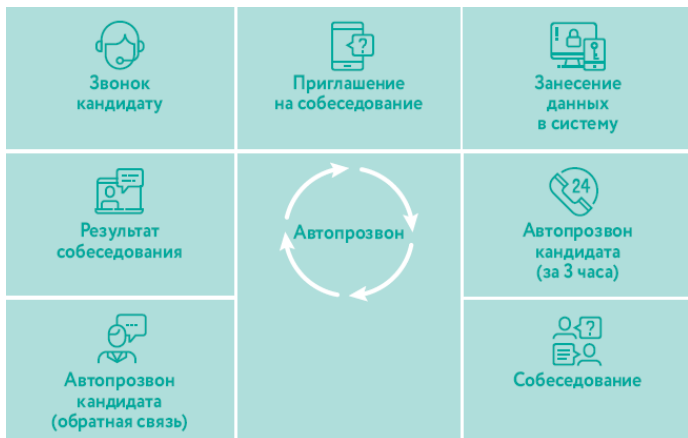 Звонок
кандидату
Приглашение
на собеседование
Занесение
данных
в систему
Результат
собеседования
Автопрозвон
24
Автопрозвон
кандидата
(за 3 часа)
Автопрозвон
кандидата
(обратная связь)
Собеседование